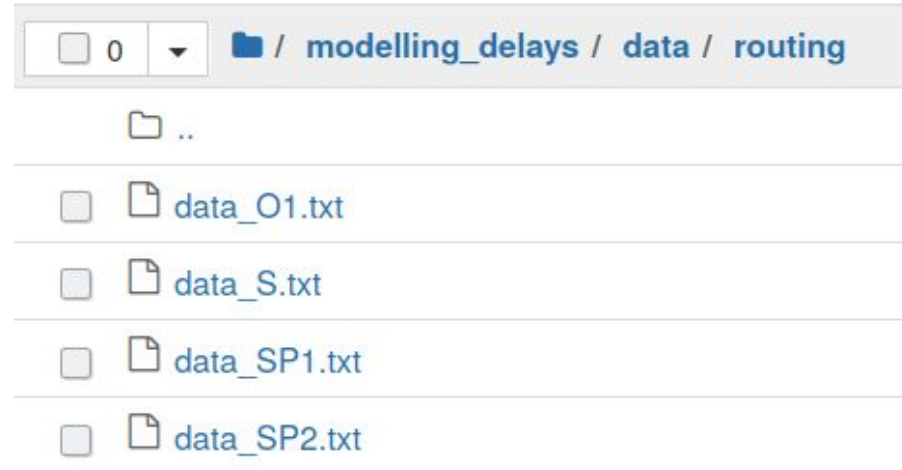 0 / modelling_delays / data / routing
..
data_O1.txt
data_S.txt
data_SP1.txt
data_SP2.txt